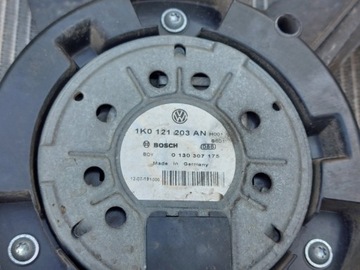 1K0 121 203 AN
BOSCH
0 130 307 175
Made in Germany